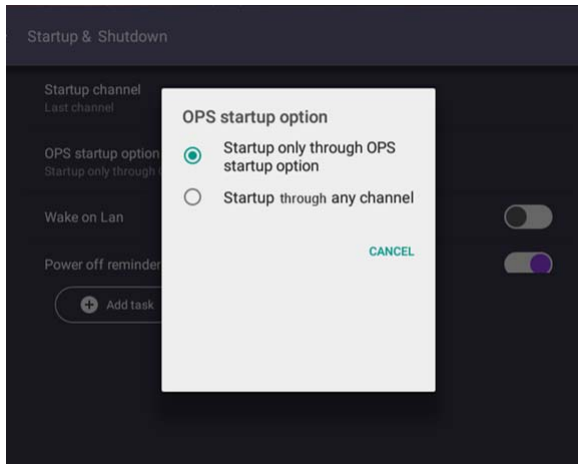 Startup & Shutdown
Startup channel
Last channel
OPS startup option
Startup only through
Wake on Lan
Power off reminder
Add task
OPS startup option
Startup only through OPS
startup option
Startup through any channel
CANCEL